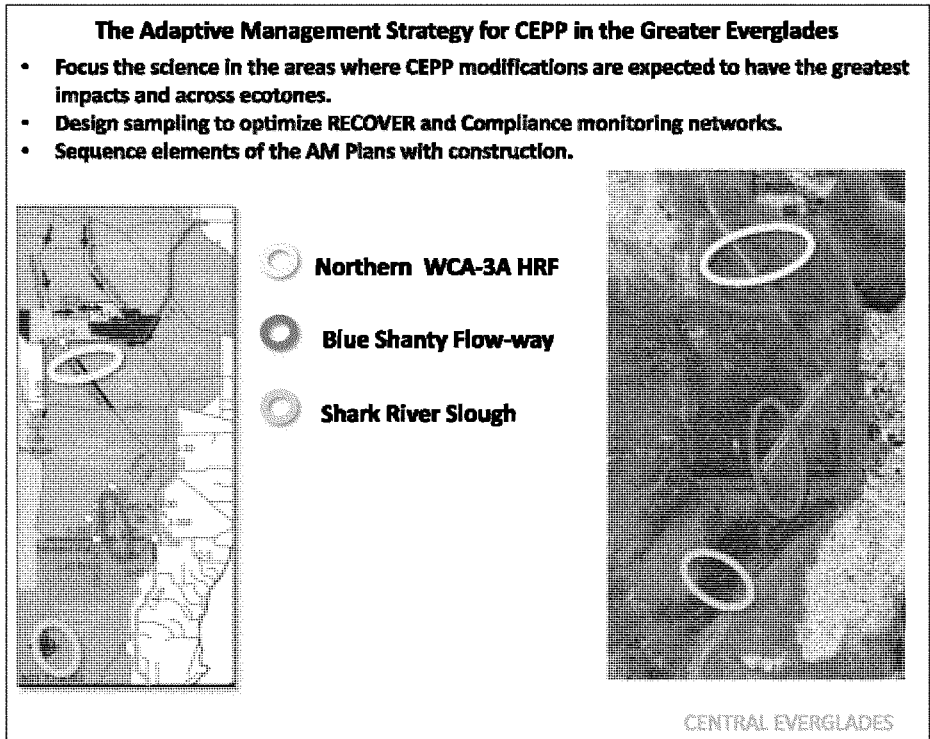 The Adaptive Management Strategy for CEPP in the Greater Everglades
• Focus the science in the areas where CEPP modifications are expected to have the greatest
impacts and across ecotones.
• Design sampling to optimize RECOVER and Compliance monitoring networks.
• Sequence elements of the AM Plans with construction.
Northern WCA-3A HRF
Blue Shanty Flow-way
Shark River Slough
CENTRAL EVERGLADES